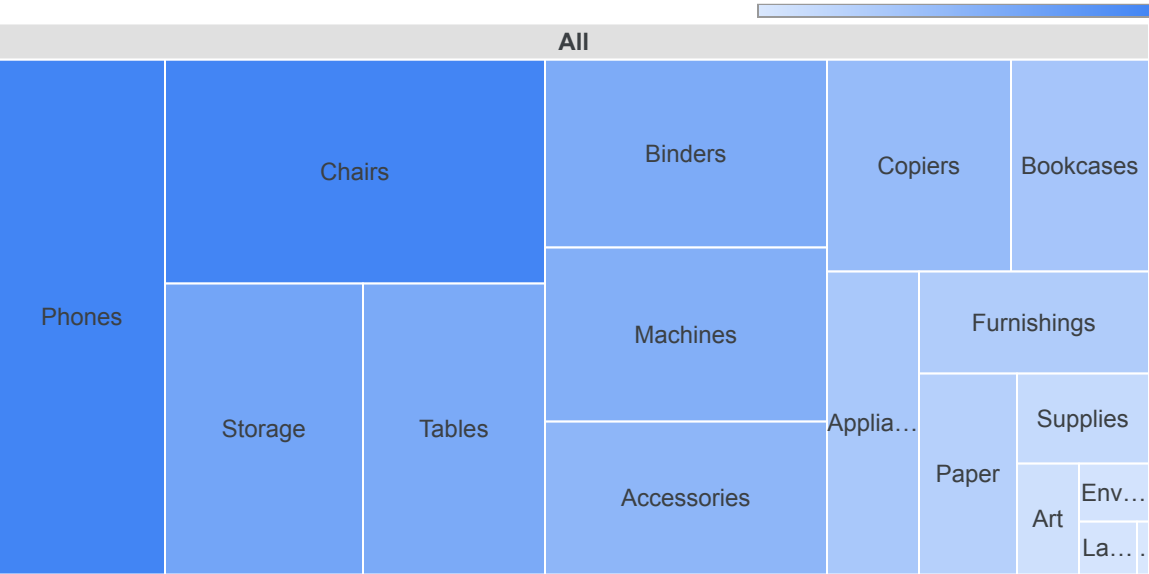 All
Phones
Chairs
Storage
Tables
Binders
Machines
Accessories
Copiers
Bookcases
Applia…
Furnishings
Paper
Supplies
Art
Env…
La…
.